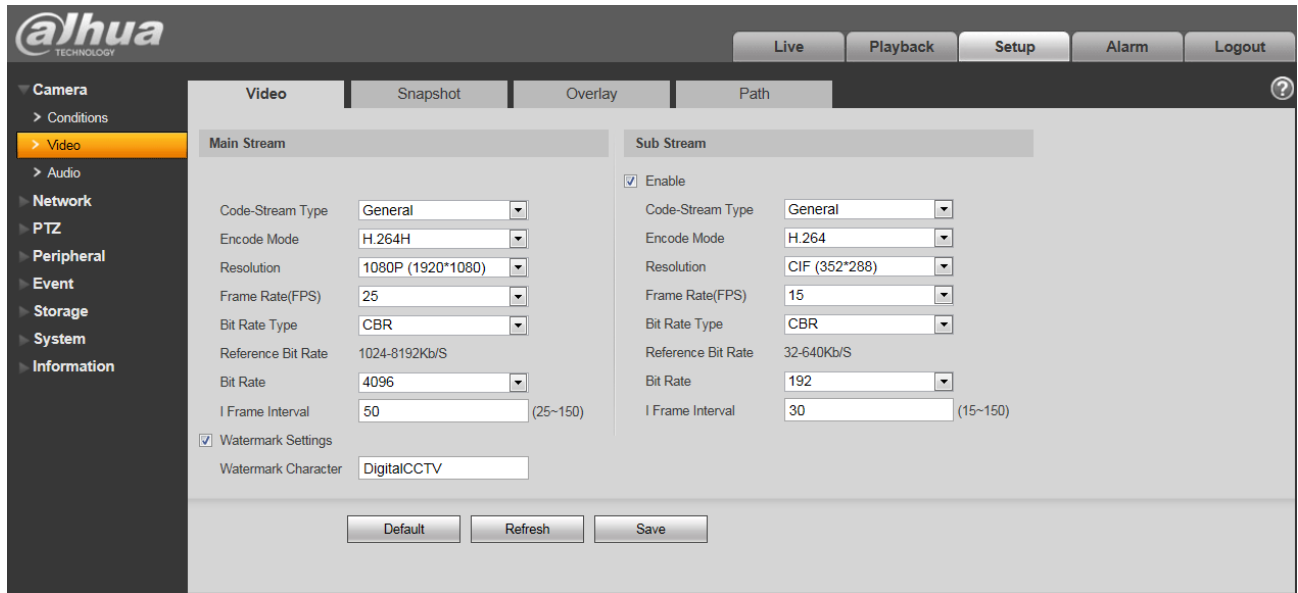 alhua
TECHNOLOGY
Live Playback Setup Alarm Logout
Camera
> Conditions
> Video
> Audio
Network
PTZ
Peripheral
Event
Storage
System
Information
Video Snapshot Overlay Path ?
Main Stream
Code-Stream Type General
Encode Mode H.264H
Resolution 1080P (1920*1080)
Frame Rate(FPS) 25
Bit Rate Type CBR
Reference Bit Rate 1024-8192Kb/S
Bit Rate 4096
I Frame Interval 50 (25~150)
Watermark Settings
Watermark Character DigitalCCTV
Sub Stream
Enable
Code-Stream Type General
Encode Mode H.264
Resolution CIF (352*288)
Frame Rate(FPS) 15
Bit Rate Type CBR
Reference Bit Rate 32-640Kb/S
Bit Rate 192
I Frame Interval 30 (15~150)
Default Refresh Save